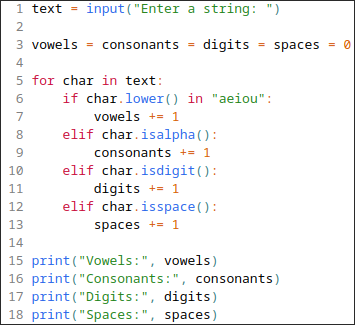 1 text = input("Enter a string: ")
2
3 vowels = consonants = digits = spaces = 0
4
5 for char in text:
6     if char.lower() in "aeiou":
7         vowels += 1
8     elif char.isalpha():
9         consonants += 1
10     elif char.isdigit():
11         digits += 1
12     elif char.isspace():
13         spaces += 1
14
15 print("Vowels:", vowels)
16 print("Consonants:", consonants)
17 print("Digits:", digits)
18 print("Spaces:", spaces)